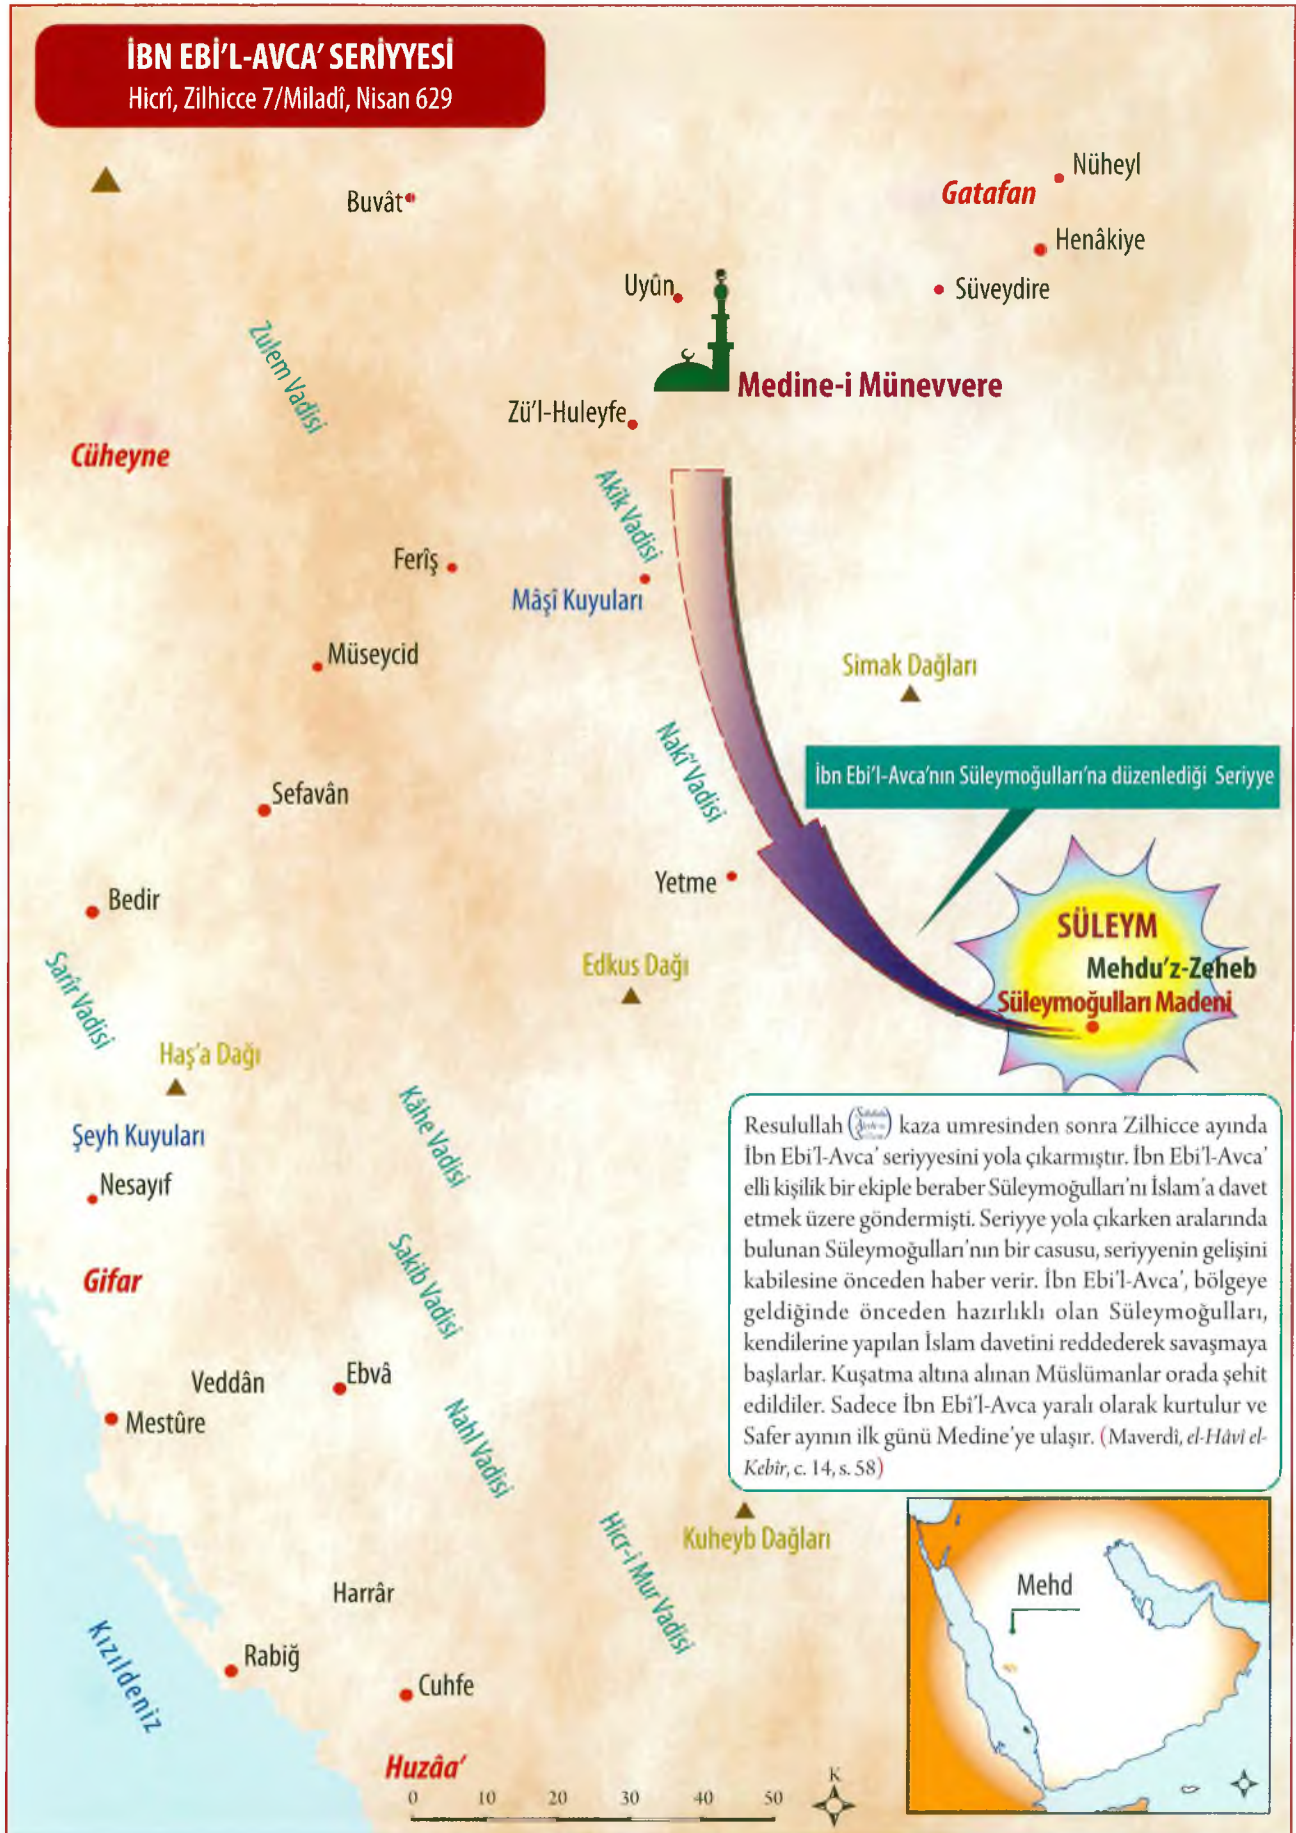 İBN EBİ'L-AVCA' SERİYYESİ
Hicrî, Zilhicce 7/Miladî, Nisan 629
Nüheyl
Gatafan
Buvât
Henâkiye
Uyûn
Süveydire
Zulem Vadisi
Medine-i Münevvere
Zü'l-Huleyfe
Cüheyne
Akîk Vadisi
Ferîş
Mâşî Kuyuları
Müseycid
Simak Dağları
Nakî' Vadisi
İbn Ebi'l-Avca'nın Süleymoğulları'na düzenlediği Seriyye
Sefavân
Yetme
Bedir
SÜLEYM
Mehdu'z-Zeheb
Süleymoğulları Madeni
Edkus Dağı
Sarîr Vadisi
Haş'a Dağı
Kâhe Vadisi
Şeyh Kuyuları
Nesayıf
Sakib Vadisi
Gifar
Resulullah kaza umresinden sonra Zilhicce ayında
İbn Ebi'l-Avca' seriyyesini yola çıkarmıştır. İbn Ebi'l-Avca'
elli kişilik bir ekiple beraber Süleymoğulları'nı İslam'a davet
etmek üzere göndermişti. Seriyye yola çıkarken aralarında
bulunan Süleymoğulları'nın bir casusu, seriyyenin gelişini
kabilesine önceden haber verir. İbn Ebi'l-Avca', bölgeye
geldiğinde önceden hazırlıklı olan Süleymoğulları,
kendilerine yapılan İslam davetini reddederek savaşmaya
başlarlar. Kuşatma altına alınan Müslümanlar orada şehit
edildiler. Sadece İbn Ebi'l-Avca yaralı olarak kurtulur ve
Safer ayının ilk günü Medine'ye ulaşır. (Maverdî, el-Hâvî el-
Kebîr, c. 14, s. 58)
Veddân
Ebvâ
Mestûre
Nahl Vadisi
Kuheyb Dağları
Hicr-i Mur Vadisi
Harrâr
Mehd
Kızıldeniz
Rabiğ
Cuhfe
Huzâa'
K
0 10 20 30 40 50